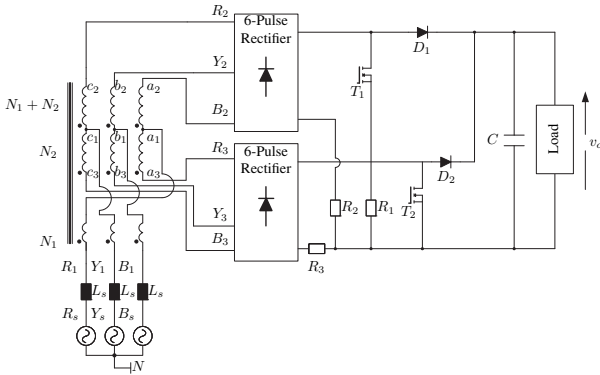 R2
6-Pulse
Rectifier
D1
Y2
T1
c2 b2 a2
N1 + N2
B2
c1 b1 a1
R3
6-Pulse
Rectifier
C
Load
N2
D2
c3 b3 a3
R2
R1
T2
Y3
N1
B3
R3
R1 Y1 B1
Ls Ls Ls
Rs Ys Bs
N